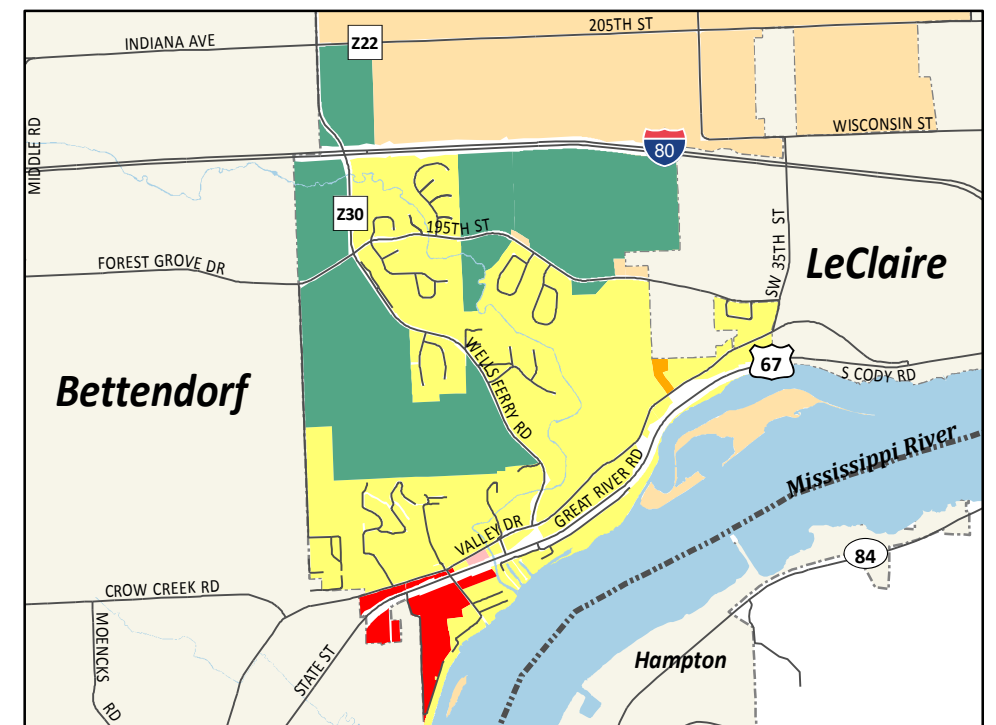 205TH ST
INDIANA AVE
Z22
MIDDLE RD
WISCONSIN ST
80
Z30
195TH ST
SW 35TH ST
LeClaire
FOREST GROVE DR
WELLS FERRY RD
67
S CODY RD
Bettendorf
Mississippi River
GREAT RIVER RD
VALLEY DR
84
CROW CREEK RD
MOENCKS
RD
STATE ST
Hampton